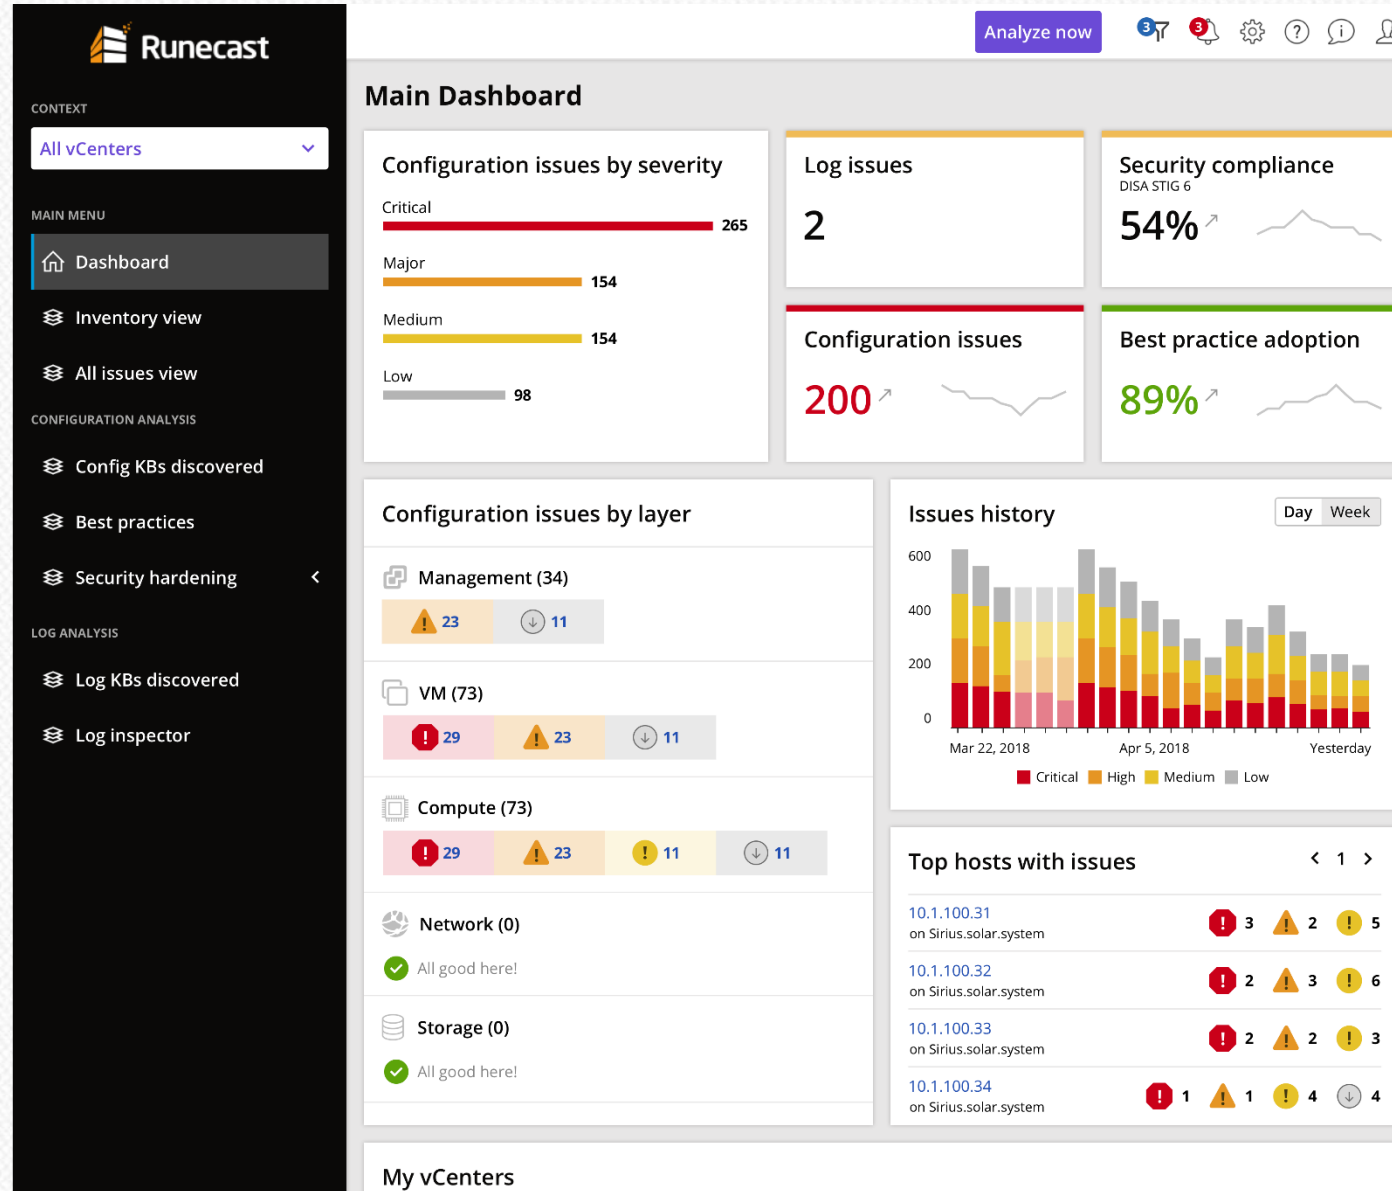 Runecast
CONTEXT
All vCenters
MAIN MENU
Dashboard
Inventory view
All issues view
CONFIGURATION ANALYSIS
Config KBs discovered
Best practices
Security hardening
LOG ANALYSIS
Log KBs discovered
Log inspector
Analyze now
3
3
Main Dashboard
Configuration issues by severity
Critical
265
Major
154
Medium
154
Low
98
Log issues
2
Security compliance
DISA STIG 6
54%
Configuration issues
200
Best practice adoption
89%
Configuration issues by layer
Management (34)
23 11
VM (73)
29 23 11
Compute (73)
29 23 11 11
Network (0)
All good here!
Storage (0)
All good here!
Issues history
Day Week
600
400
200
0
Mar 22, 2018 Apr 5, 2018 Yesterday
Critical High Medium Low
Top hosts with issues
1
10.1.100.31
on Sirius.solar.system
3 2 5
10.1.100.32
on Sirius.solar.system
2 3 6
10.1.100.33
on Sirius.solar.system
2 2 3
10.1.100.34
on Sirius.solar.system
1 1 4 4
My vCenters